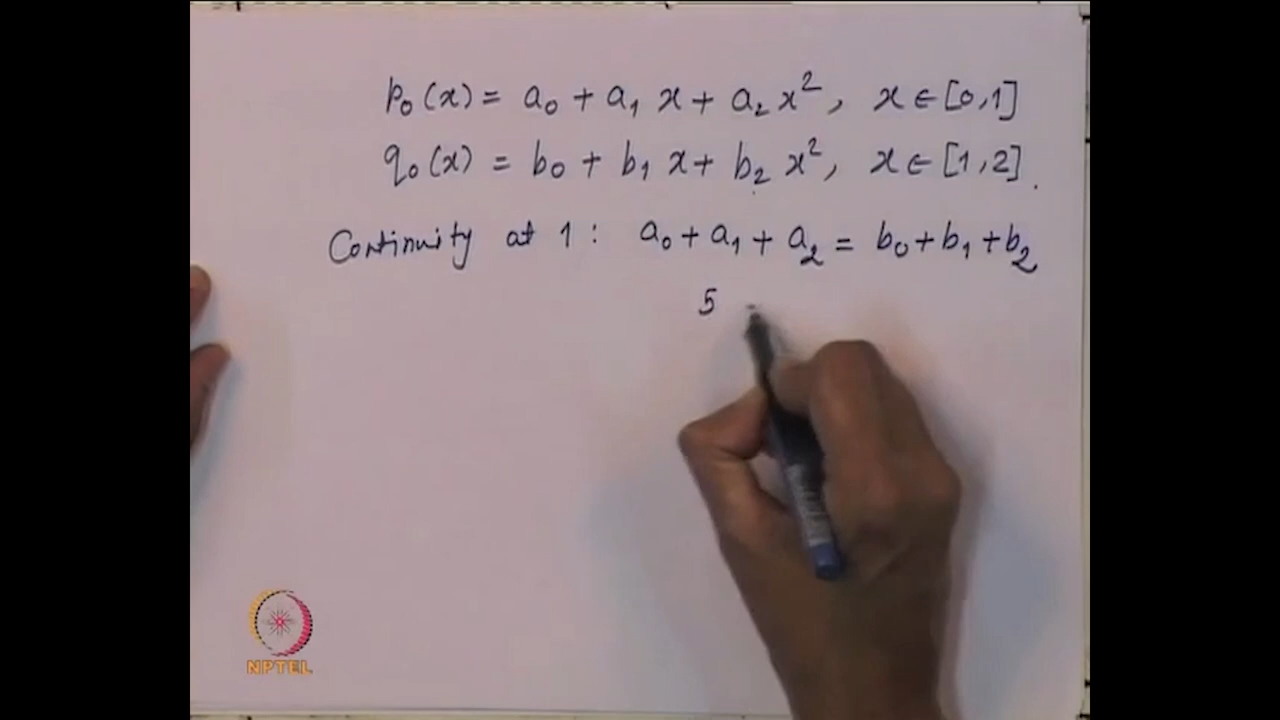 p₀(x) = a₀ + a₁ x + a₂ x², x ∈ [0,1]
q₀(x) = b₀ + b₁ x + b₂ x², x ∈ [1,2].
Continuity at 1: a₀ + a₁ + a₂ = b₀ + b₁ + b₂
5
NPTEL